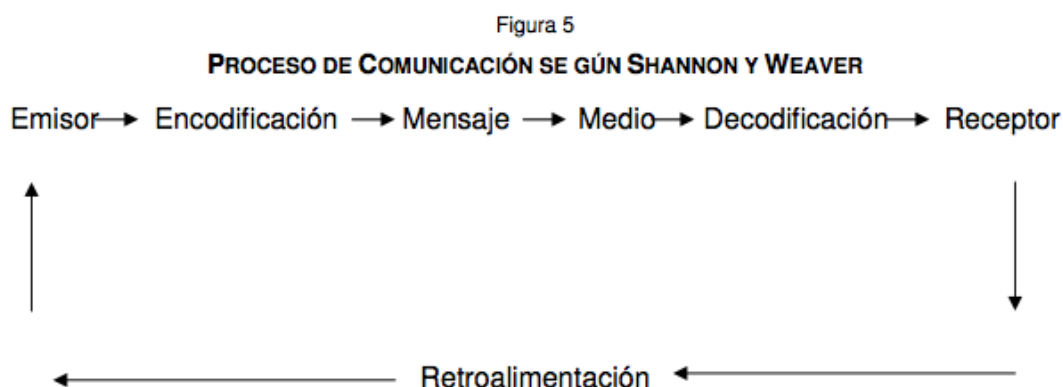 Figura 5
PROCESO DE COMUNICACIÓN SE GÚN SHANNON Y WEAVER
Emisor → Encodificación → Mensaje → Medio → Decodificación → Receptor
Retroalimentación